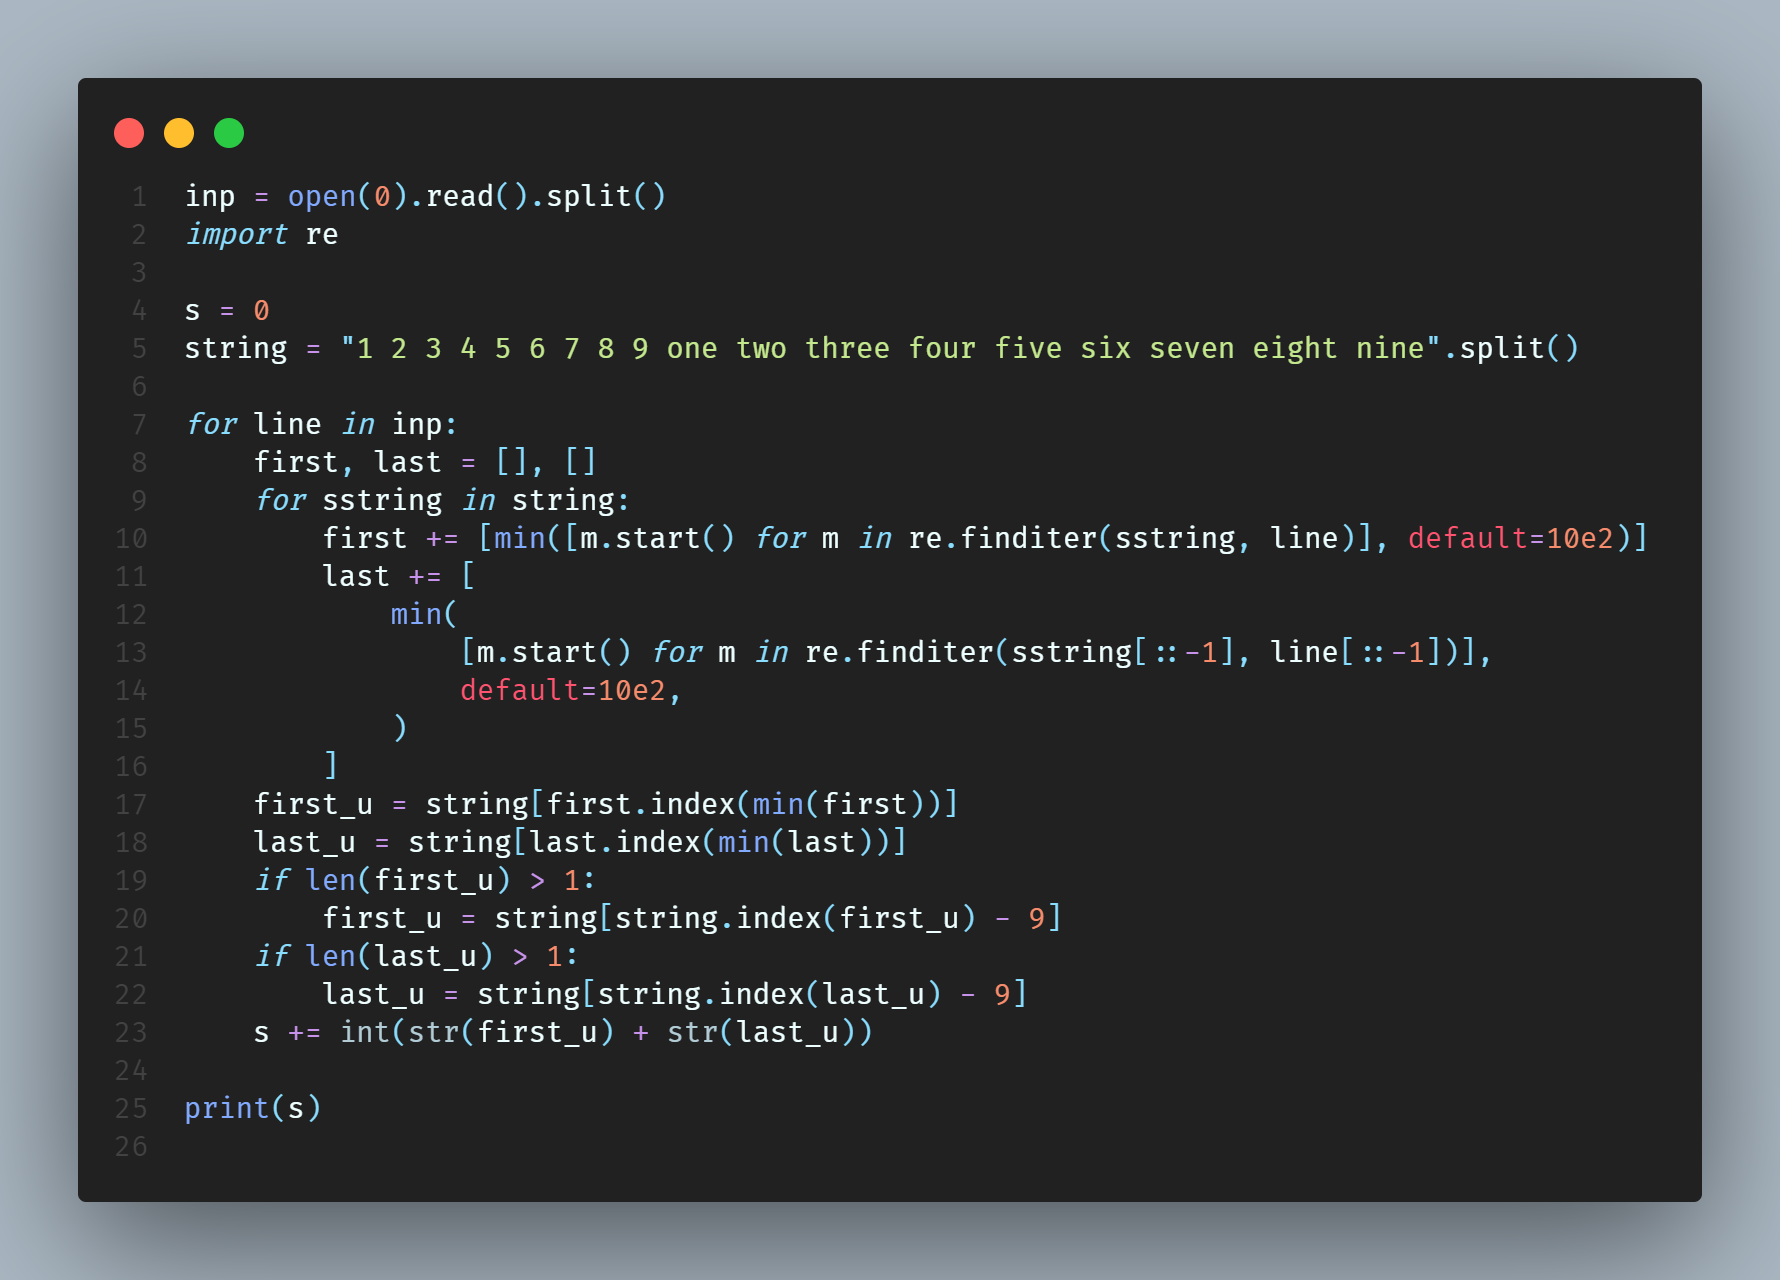 1 inp = open(0).read().split()
2 import re
3
4 s = 0
5 string = "1 2 3 4 5 6 7 8 9 one two three four five six seven eight nine".split()
6
7 for line in inp:
8     first, last = [], []
9     for sstring in string:
10         first += [min([m.start() for m in re.finditer(sstring, line)], default=10e2)]
11         last += [
12             min(
13                 [m.start() for m in re.finditer(sstring[::-1], line[::-1])],
14                 default=10e2,
15             )
16         ]
17     first_u = string[first.index(min(first))]
18     last_u = string[last.index(min(last))]
19     if len(first_u) > 1:
20         first_u = string[string.index(first_u) - 9]
21     if len(last_u) > 1:
22         last_u = string[string.index(last_u) - 9]
23     s += int(str(first_u) + str(last_u))
24
25 print(s)
26